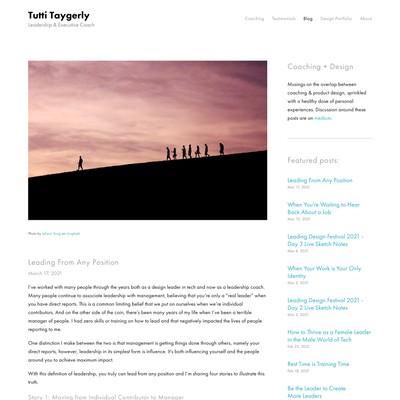 Tutti Taygerly
Leadership & Executive Coach
Coaching Testimonials Blog Design Portfolio About
Coaching + Design
Musings on the overlap between
coaching & product design, sprinkled
with a healthy dose of personal
experiences. Discussion around these
posts are on medium.
Featured posts:
Leading From Any Position
Mar 17, 2021
When You're Waiting to Hear
Back About a Job
Mar 10, 2021
Leading Design Festival 2021 -
Day 3 Live Sketch Notes
Mar 4, 2021
When Your Work is Your Only
Identity
Mar 3, 2021
Leading Design Festival 2021 -
Day 2 Live Sketch Notes
How to Thrive as a Female Leader
in the Male World of Tech
Feb 23, 2021
Rest Time is Training Time
Feb 18, 2021
Be the Leader to Create
More Leaders
Photo by on Unsplash
Leading From Any Position
March 17, 2021
I've worked with many people through the years both as a design leader in tech and now as a leadership coach.
Many people continue to associate leadership with management, believing that you're only a "real leader" when
you have direct reports. This is a common limiting belief that we put on ourselves when we're individual
contributors. And on the other side of the coin, there's been many years of my life when I've been a terrible
manager of people. I had zero skills or training on how to lead and that negatively impacted the lives of people
reporting to me.
One distinction I make between the two is that management is getting things done through others, namely your
direct reports, however, leadership in its simplest form is influence. It's both influencing yourself and the people
around you to achieve maximum impact.
With this definition of leadership, you truly can lead from any position and I'm sharing four stories to illustrate this
truth.
Story 1: Moving from Individual Contributor to Manager